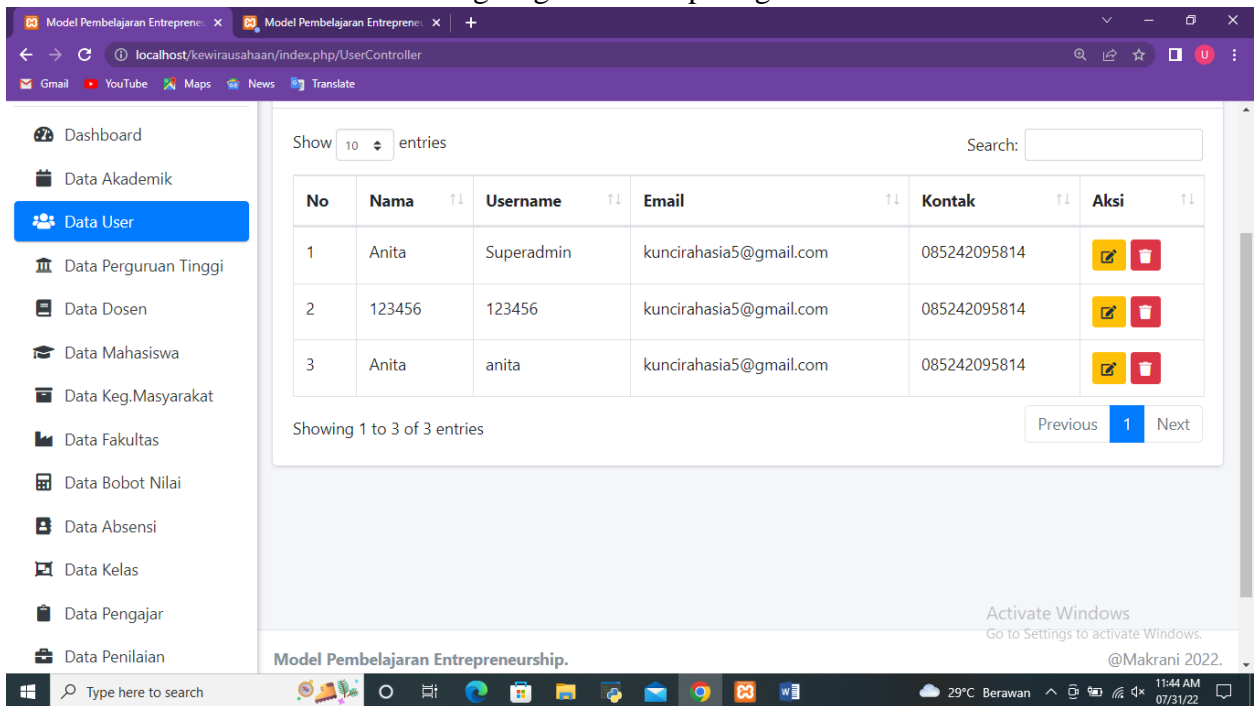 Model Pembelajaran Entreprene
Model Pembelajaran Entreprene
localhost/kewirausahaan/index.php/UserController
U
Gmail YouTube Maps News Translate
Dashboard
Data Akademik
Data User
Data Perguruan Tinggi
Data Dosen
Data Mahasiswa
Data Keg.Masyarakat
Data Fakultas
Data Bobot Nilai
Data Absensi
Data Kelas
Data Pengajar
Data Penilaian
Show 10 entries
Search:
No Nama Username Email Kontak Aksi
1 Anita Superadmin kuncirahasia5@gmail.com 085242095814
2 123456 123456 kuncirahasia5@gmail.com 085242095814
3 Anita anita kuncirahasia5@gmail.com 085242095814
Showing 1 to 3 of 3 entries
Previous 1 Next
Activate Windows
Go to Settings to activate Windows.
Model Pembelajaran Entrepreneurship. @Makrani 2022.
Type here to search
29°C Berawan
11:44 AM
07/31/22